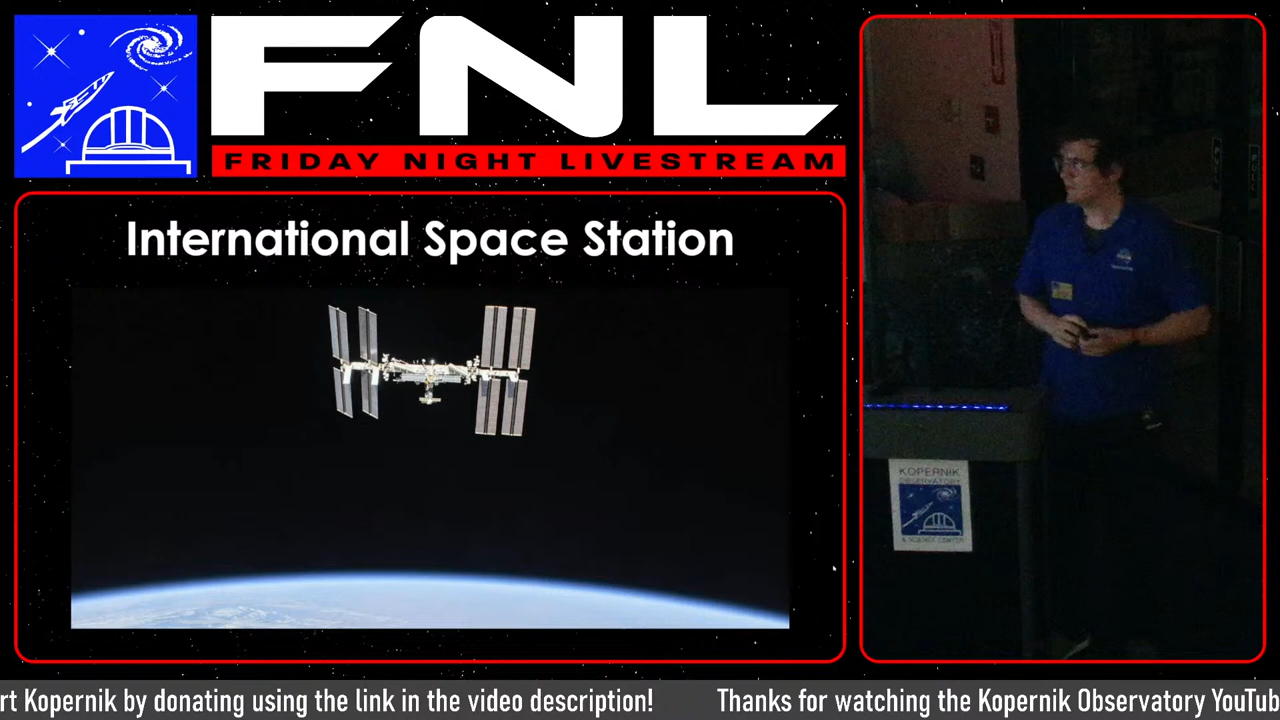 FNL
FRIDAY NIGHT LIVESTREAM
International Space Station
KOPERNIK
OBSERVATORY
& SCIENCE CENTER
rt Kopernik by donating using the link in the video description! Thanks for watching the Kopernik Observatory YouTub